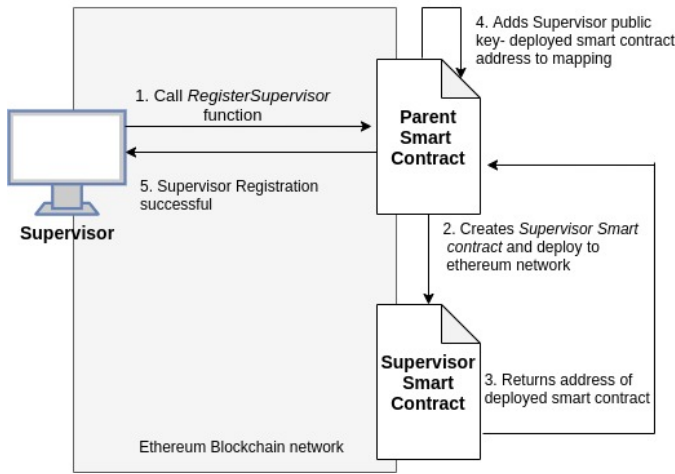 4. Adds Supervisor public
key- deployed smart contract
address to mapping
1. Call RegisterSupervisor
function
Parent
Smart
Contract
5. Supervisor Registration
successful
Supervisor
2. Creates Supervisor Smart
contract and deploy to
ethereum network
Supervisor
Smart
Contract
3. Returns address of
deployed smart contract
Ethereum Blockchain network